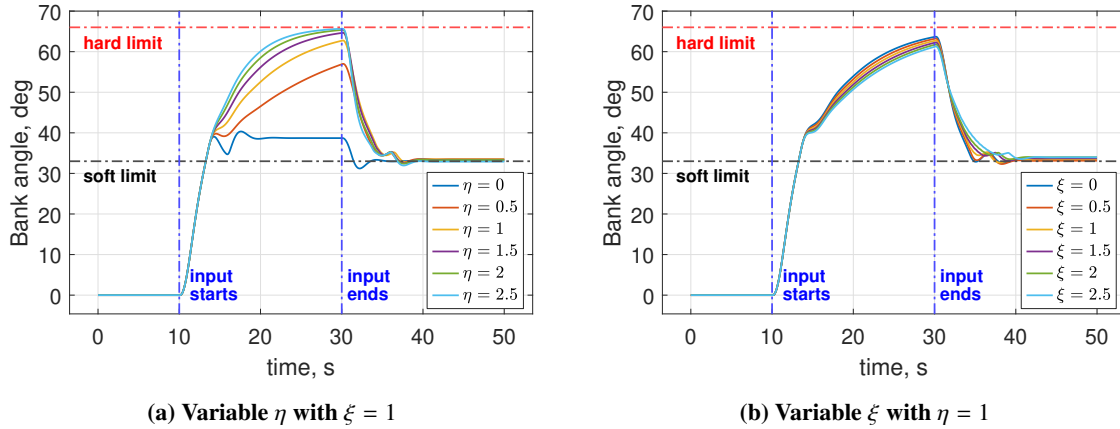 70
60
50
40
30
20
10
0
Bank angle, deg
hard limit
soft limit
input
starts
input
ends
η = 0
η = 0.5
η = 1
η = 1.5
η = 2
η = 2.5
0 10 20 30 40 50
time, s
(a) Variable η with ξ = 1
70
60
50
40
30
20
10
0
Bank angle, deg
hard limit
soft limit
input
starts
input
ends
ξ = 0
ξ = 0.5
ξ = 1
ξ = 1.5
ξ = 2
ξ = 2.5
0 10 20 30 40 50
time, s
(b) Variable ξ with η = 1